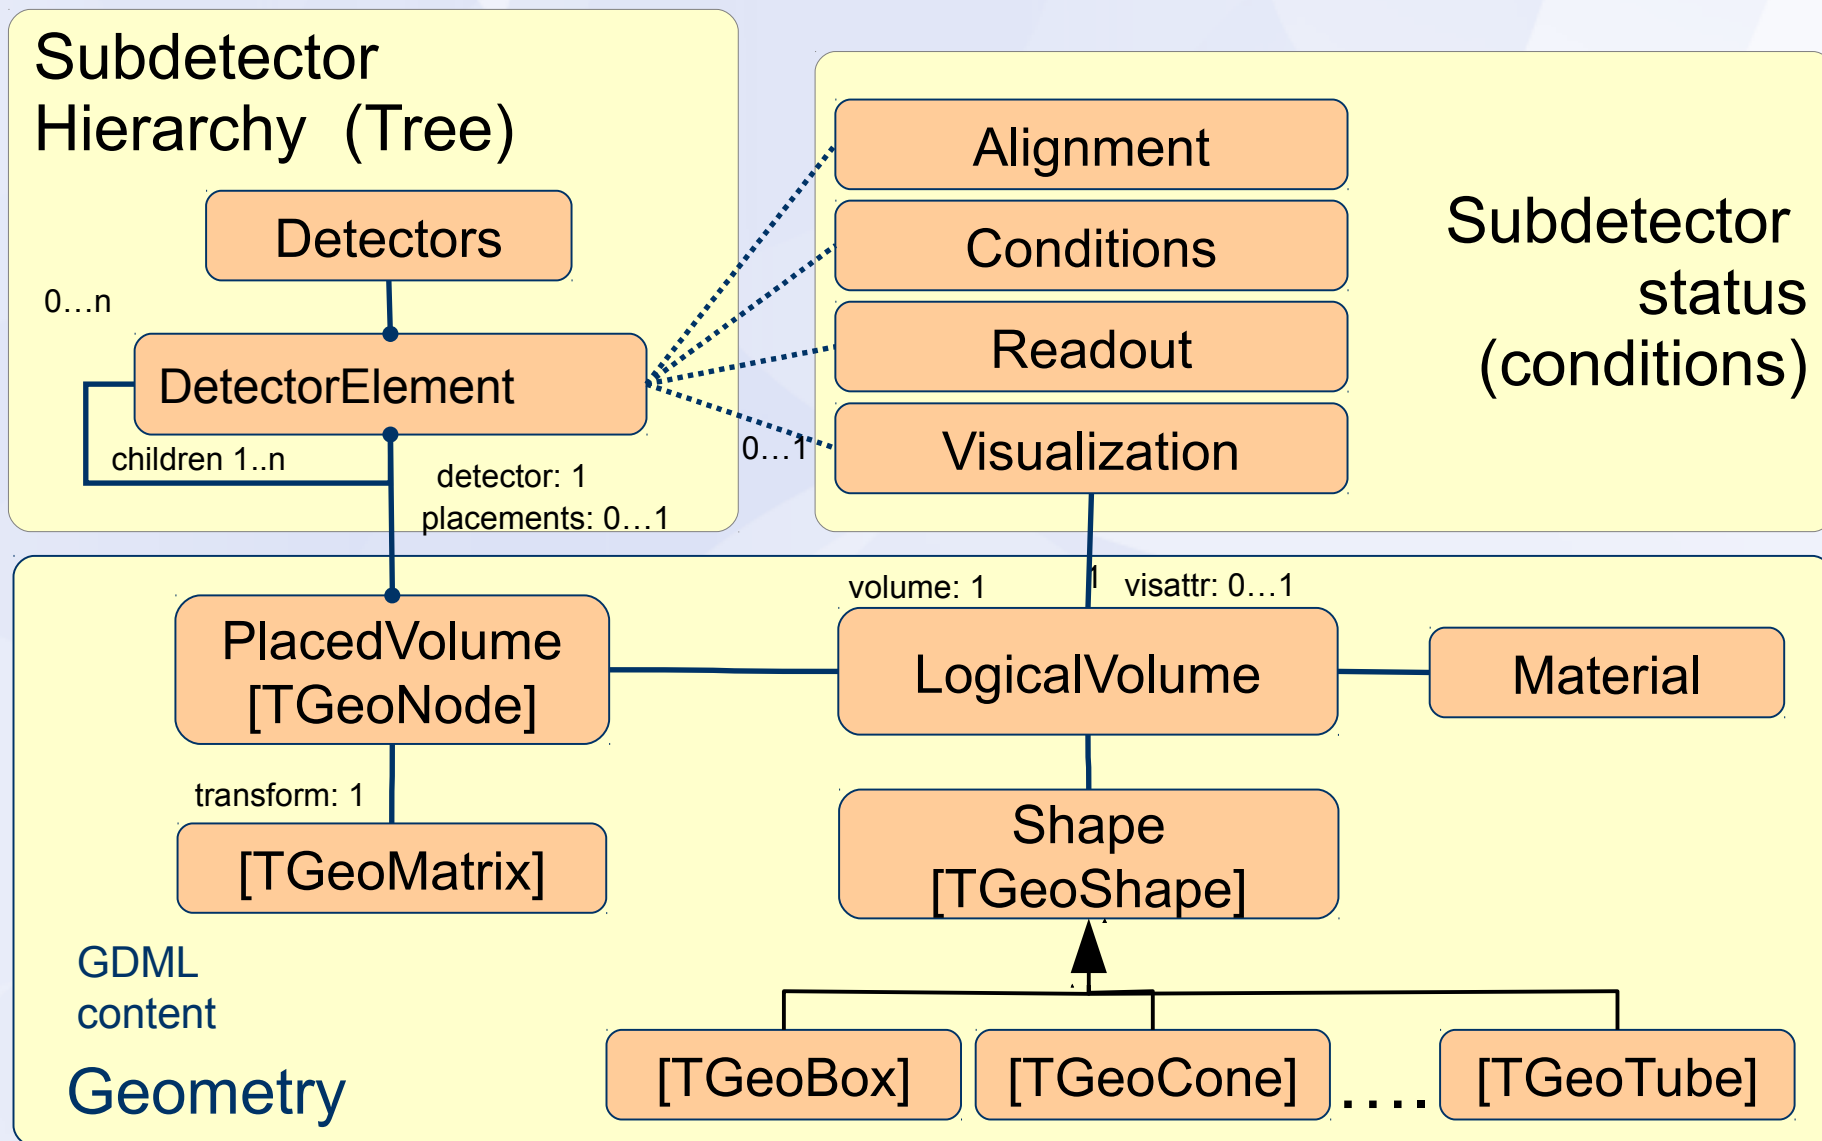 Subdetector
Hierarchy (Tree)
Detectors
0…n
DetectorElement
children 1..n
detector: 1
placements: 0…1
Alignment
Conditions
Readout
Visualization
0…1
Subdetector
status
(conditions)
volume: 1
1
visattr: 0…1
PlacedVolume
[TGeoNode]
LogicalVolume
Material
transform: 1
[TGeoMatrix]
Shape
[TGeoShape]
GDML
content
Geometry
[TGeoBox]
[TGeoCone]
....
[TGeoTube]